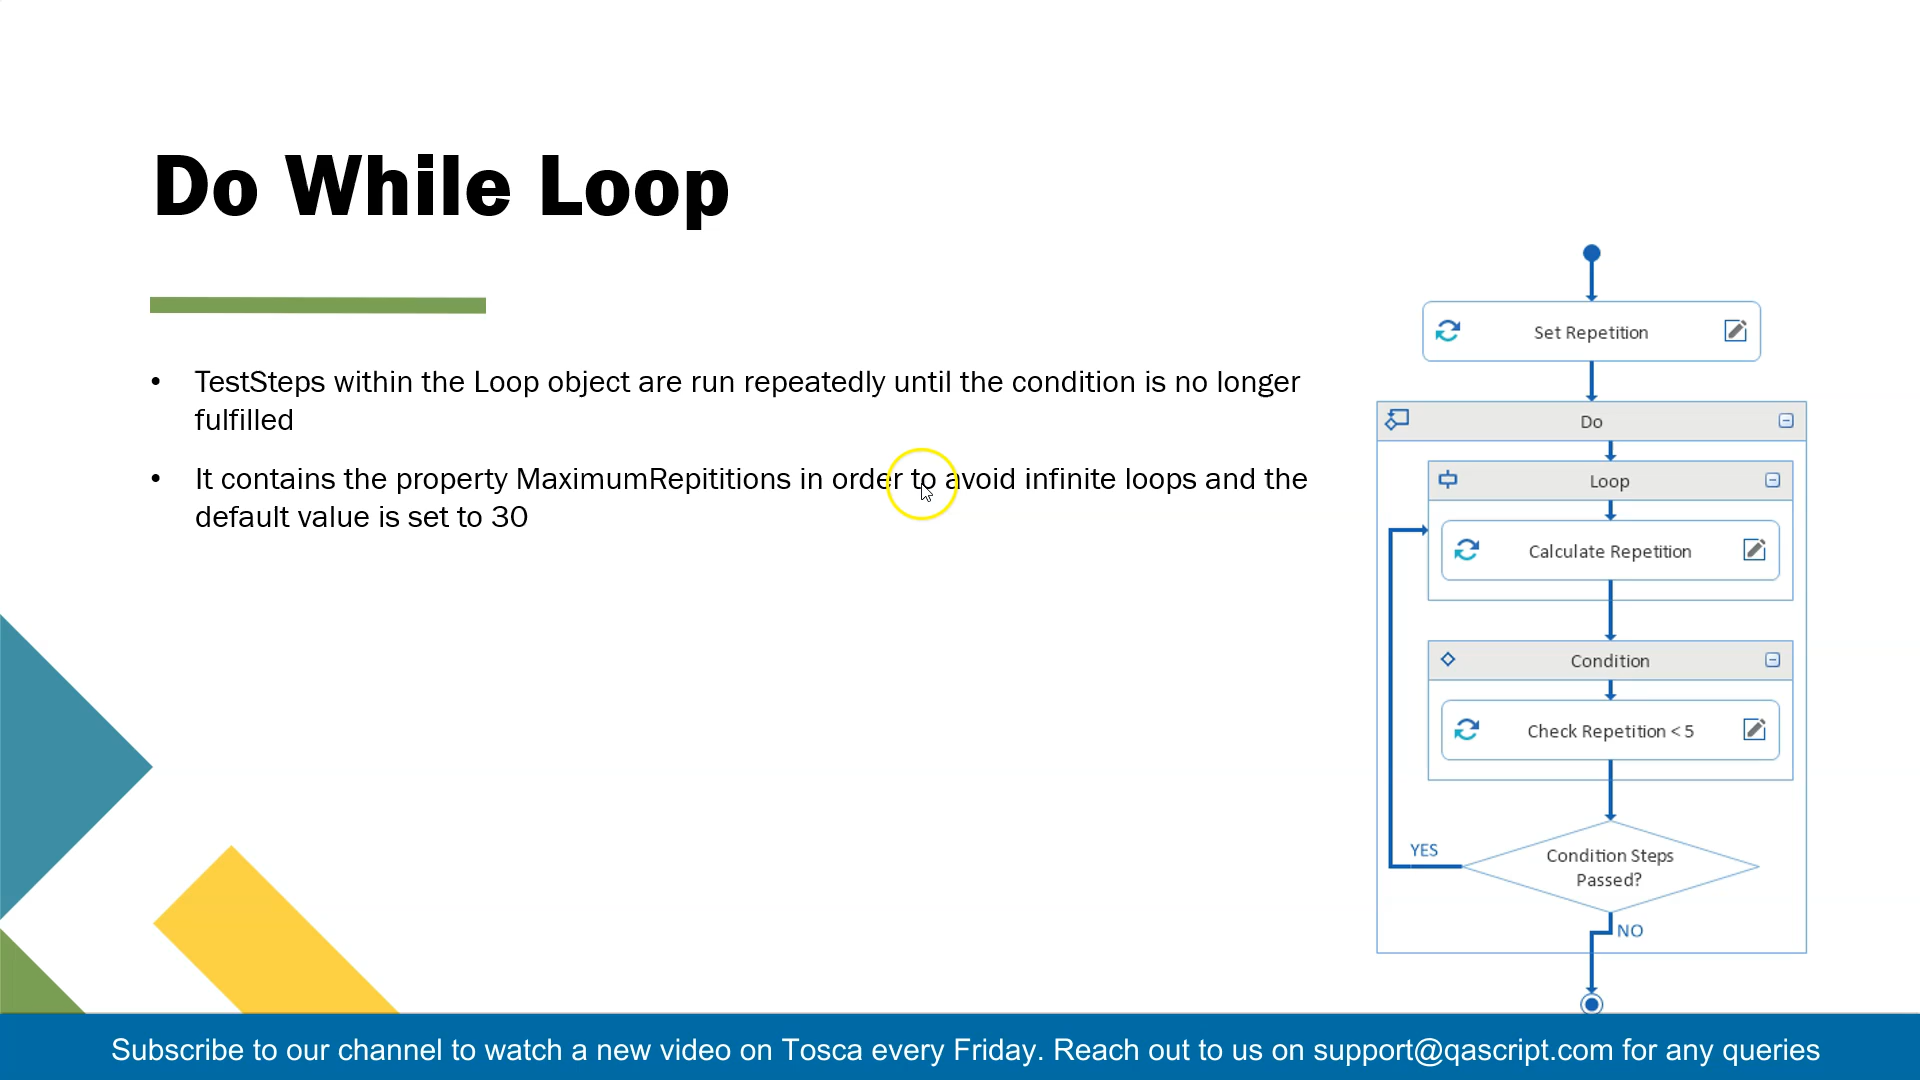 Do While Loop
• TestSteps within the Loop object are run repeatedly until the condition is no longer
fulfilled
• It contains the property MaximumRepititions in order to avoid infinite loops and the
default value is set to 30
Set Repetition
Do
Loop
Calculate Repetition
Condition
Check Repetition < 5
YES
Condition Steps
Passed?
NO
Subscribe to our channel to watch a new video on Tosca every Friday. Reach out to us on support@qascript.com for any queries